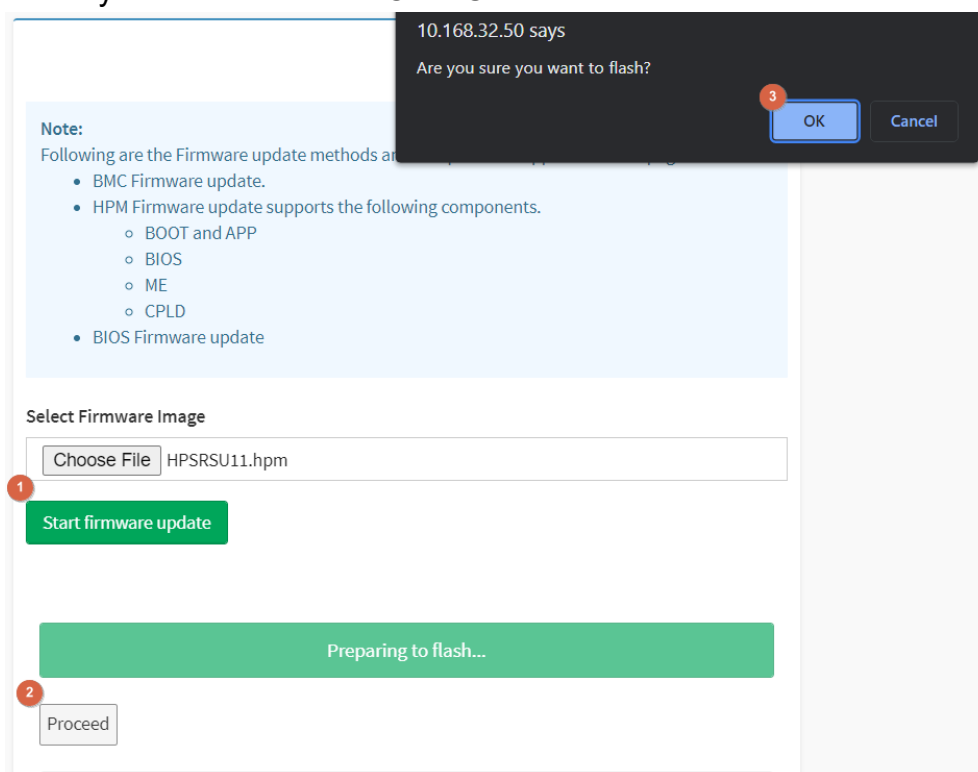 10.168.32.50 says
Are you sure you want to flash?
3
OK
Cancel
Note:
Following are the Firmware update methods
BMC Firmware update.
HPM Firmware update supports the following components.
BOOT and APP
BIOS
ME
CPLD
BIOS Firmware update
Select Firmware Image
Choose File HPSRSU11.hpm
1
Start firmware update
Preparing to flash...
2
Proceed